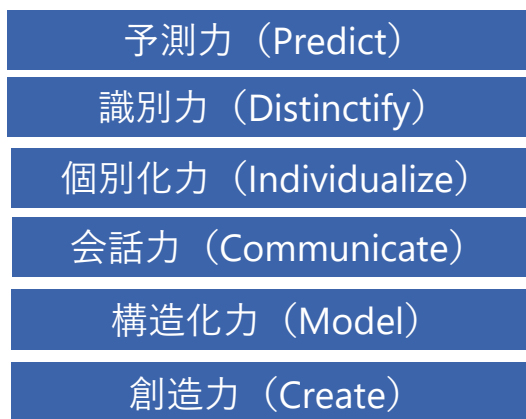 予測力（Predict）
識別力（Distinctify）
個別化力（Individualize）
会話力（Communicate）
構造化力（Model）
創造力（Create）